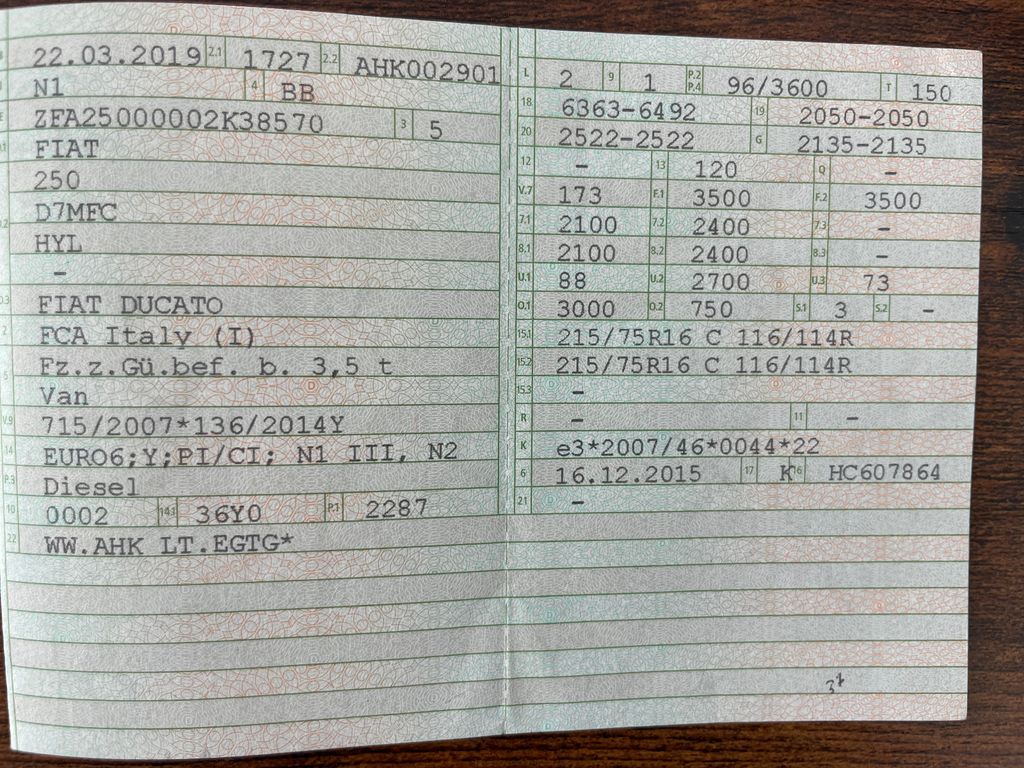 22.03.2019 2.1 1727 2.2 AHK002901
N1 4 BB
ZFA25000002K38570 3 5
FIAT
250
D7MFC
HYL
–
FIAT DUCATO
2 FCA Italy (I)
5 Fz.z.Gü.bef. b. 3,5 t
Van
V.9 715/2007*136/2014Y
14 EURO6;Y;PI/CI; N1 III, N2
P.3 Diesel
10 0002 14.1 36Y0 P.1 2287
22 WW.AHK LT.EGTG*
L 2 9 1 P.2 P.4 96/3600 T 150
18 6363-6492 19 2050-2050
20 2522-2522 G 2135-2135
12 – 13 120 Q –
V.7 173 F.1 3500 F.2 3500
7.1 2100 7.2 2400 7.3 –
8.1 2100 8.2 2400 8.3 –
U.1 88 U.2 2700 U.3 73
O.1 3000 O.2 750 S.1 3 S.2 –
15.1 215/75R16 C 116/114R
15.2 215/75R16 C 116/114R
15.3 –
R – 11 –
K e3*2007/46*0044*22
6 16.12.2015 17 K 16 HC607864
21 –